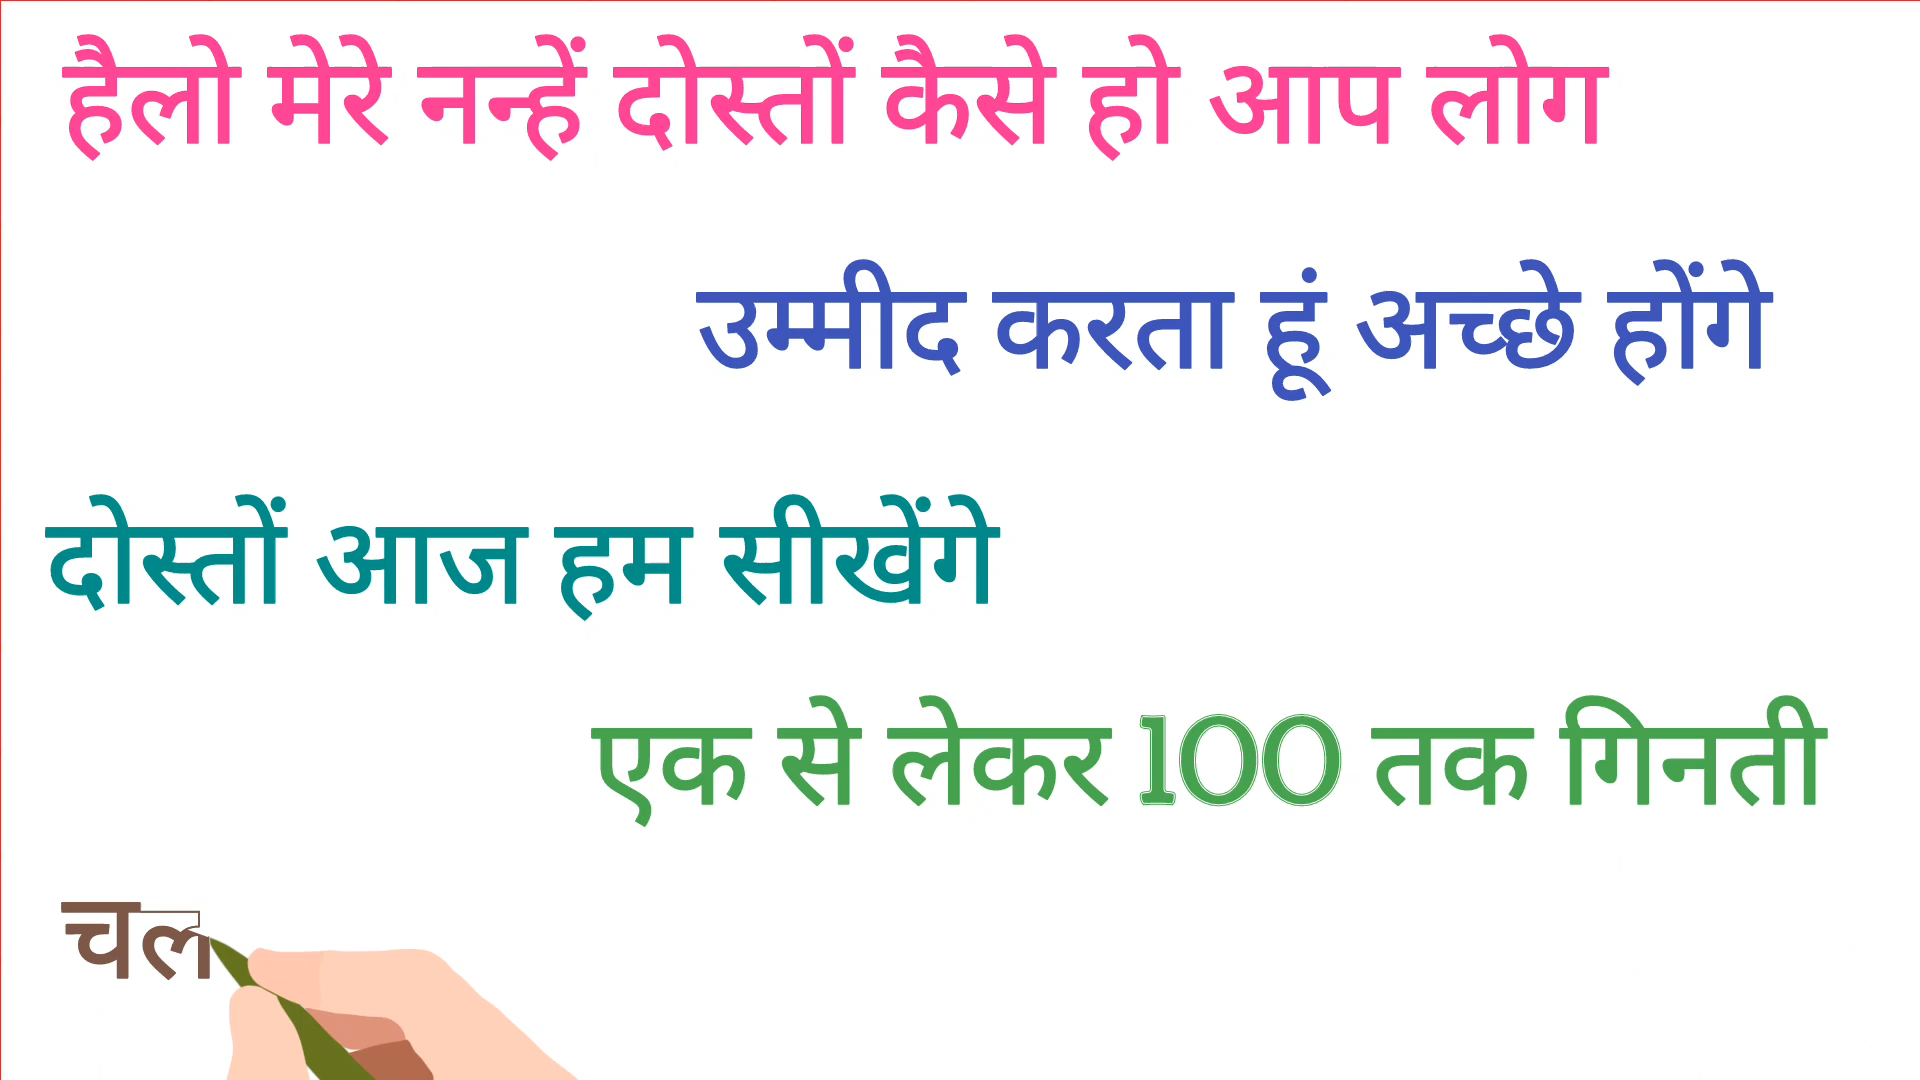 हैलो मेरे नन्हें दोस्तों कैसे हो आप लोग
उम्मीद करता हूं अच्छे होंगे
दोस्तों आज हम सीखेंगे
एक से लेकर 100 तक गिनती
चल